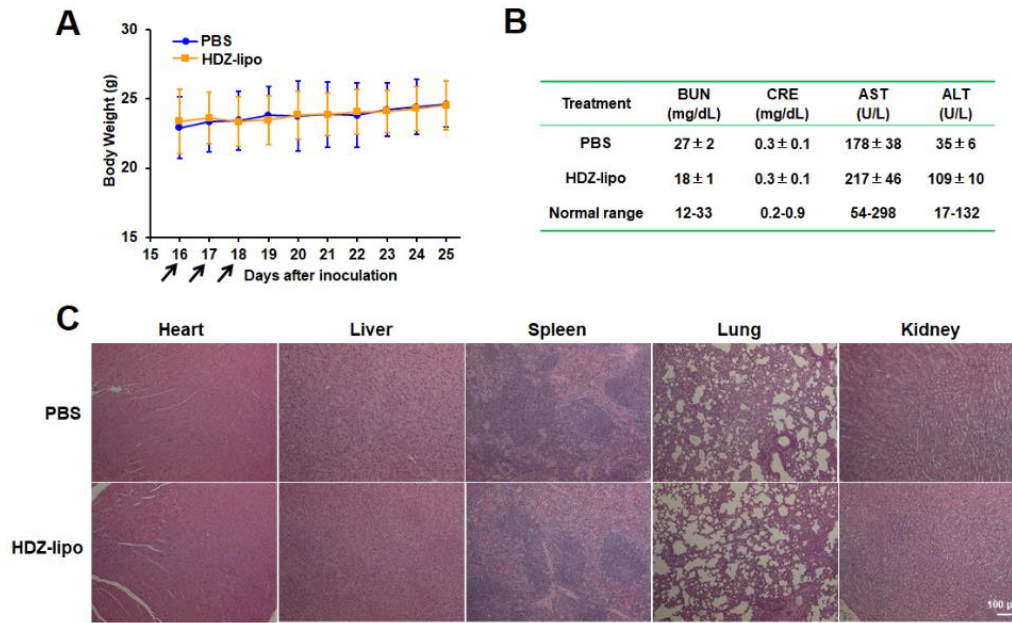 A
30
25
20
15
Body Weight (g)
PBS
HDZ-lipo
15 16 17 18 19 20 21 22 23 24 25
Days after inoculation
B
Treatment BUN (mg/dL) CRE (mg/dL) AST (U/L) ALT (U/L)
PBS 27 ± 2 0.3 ± 0.1 178 ± 38 35 ± 6
HDZ-lipo 18 ± 1 0.3 ± 0.1 217 ± 46 109 ± 10
Normal range 12-33 0.2-0.9 54-298 17-132
C
Heart Liver Spleen Lung Kidney
PBS
HDZ-lipo
100